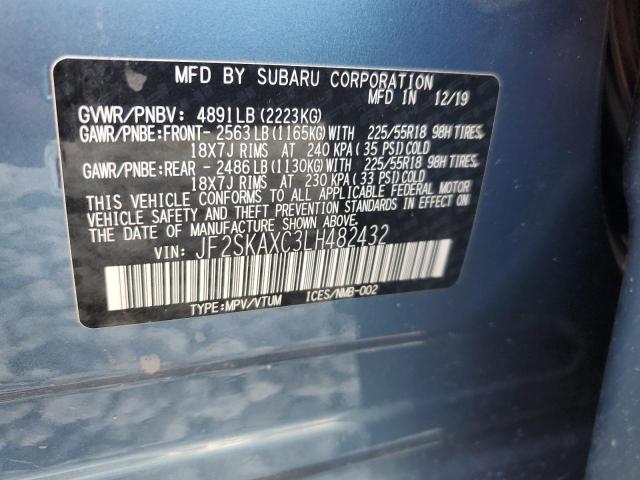 MFD BY SUBARU CORPORATION
MFD IN 12/19
GVWR/PNBV: 4891LB(2223KG)
GAWR/PNBE:FRONT- 2563LB(1165KG)WITH 225/55R18 98H TIRES,
18X7J RIMS AT 240 KPA(35 PSI)COLD
GAWR/PNBE:REAR - 2486LB(1130KG)WITH 225/55R18 98H TIRES,
18X7J RIMS AT 230 KPA(33 PSI)COLD
THIS VEHICLE CONFORMS TO ALL APPLICABLE FEDERAL MOTOR
VEHICLE SAFETY AND THEFT PREVENTION STANDARDS IN EFFECT ON
THE DATE OF MANUFACTURE SHOWN ABOVE.
VIN: JF2SKAXC3LH482432
TYPE:MPV/VTUM ICES/NMB-002